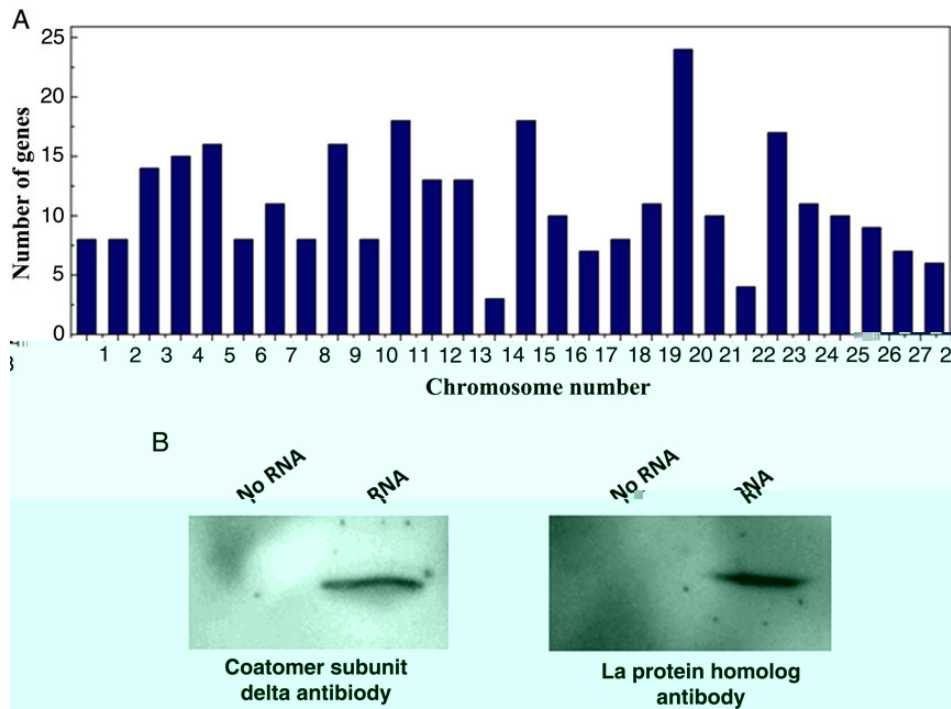 A
25
20
15
10
5
0
Number of genes
1 2 3 4 5 6 7 8 9 10 11 12 13 14 15 16 17 18 19 20 21 22 23 24 25 26 27 2
Chromosome number
B
No RNA RNA No RNA RNA
Coatomer subunit
delta antibiody
La protein homolog
antibody